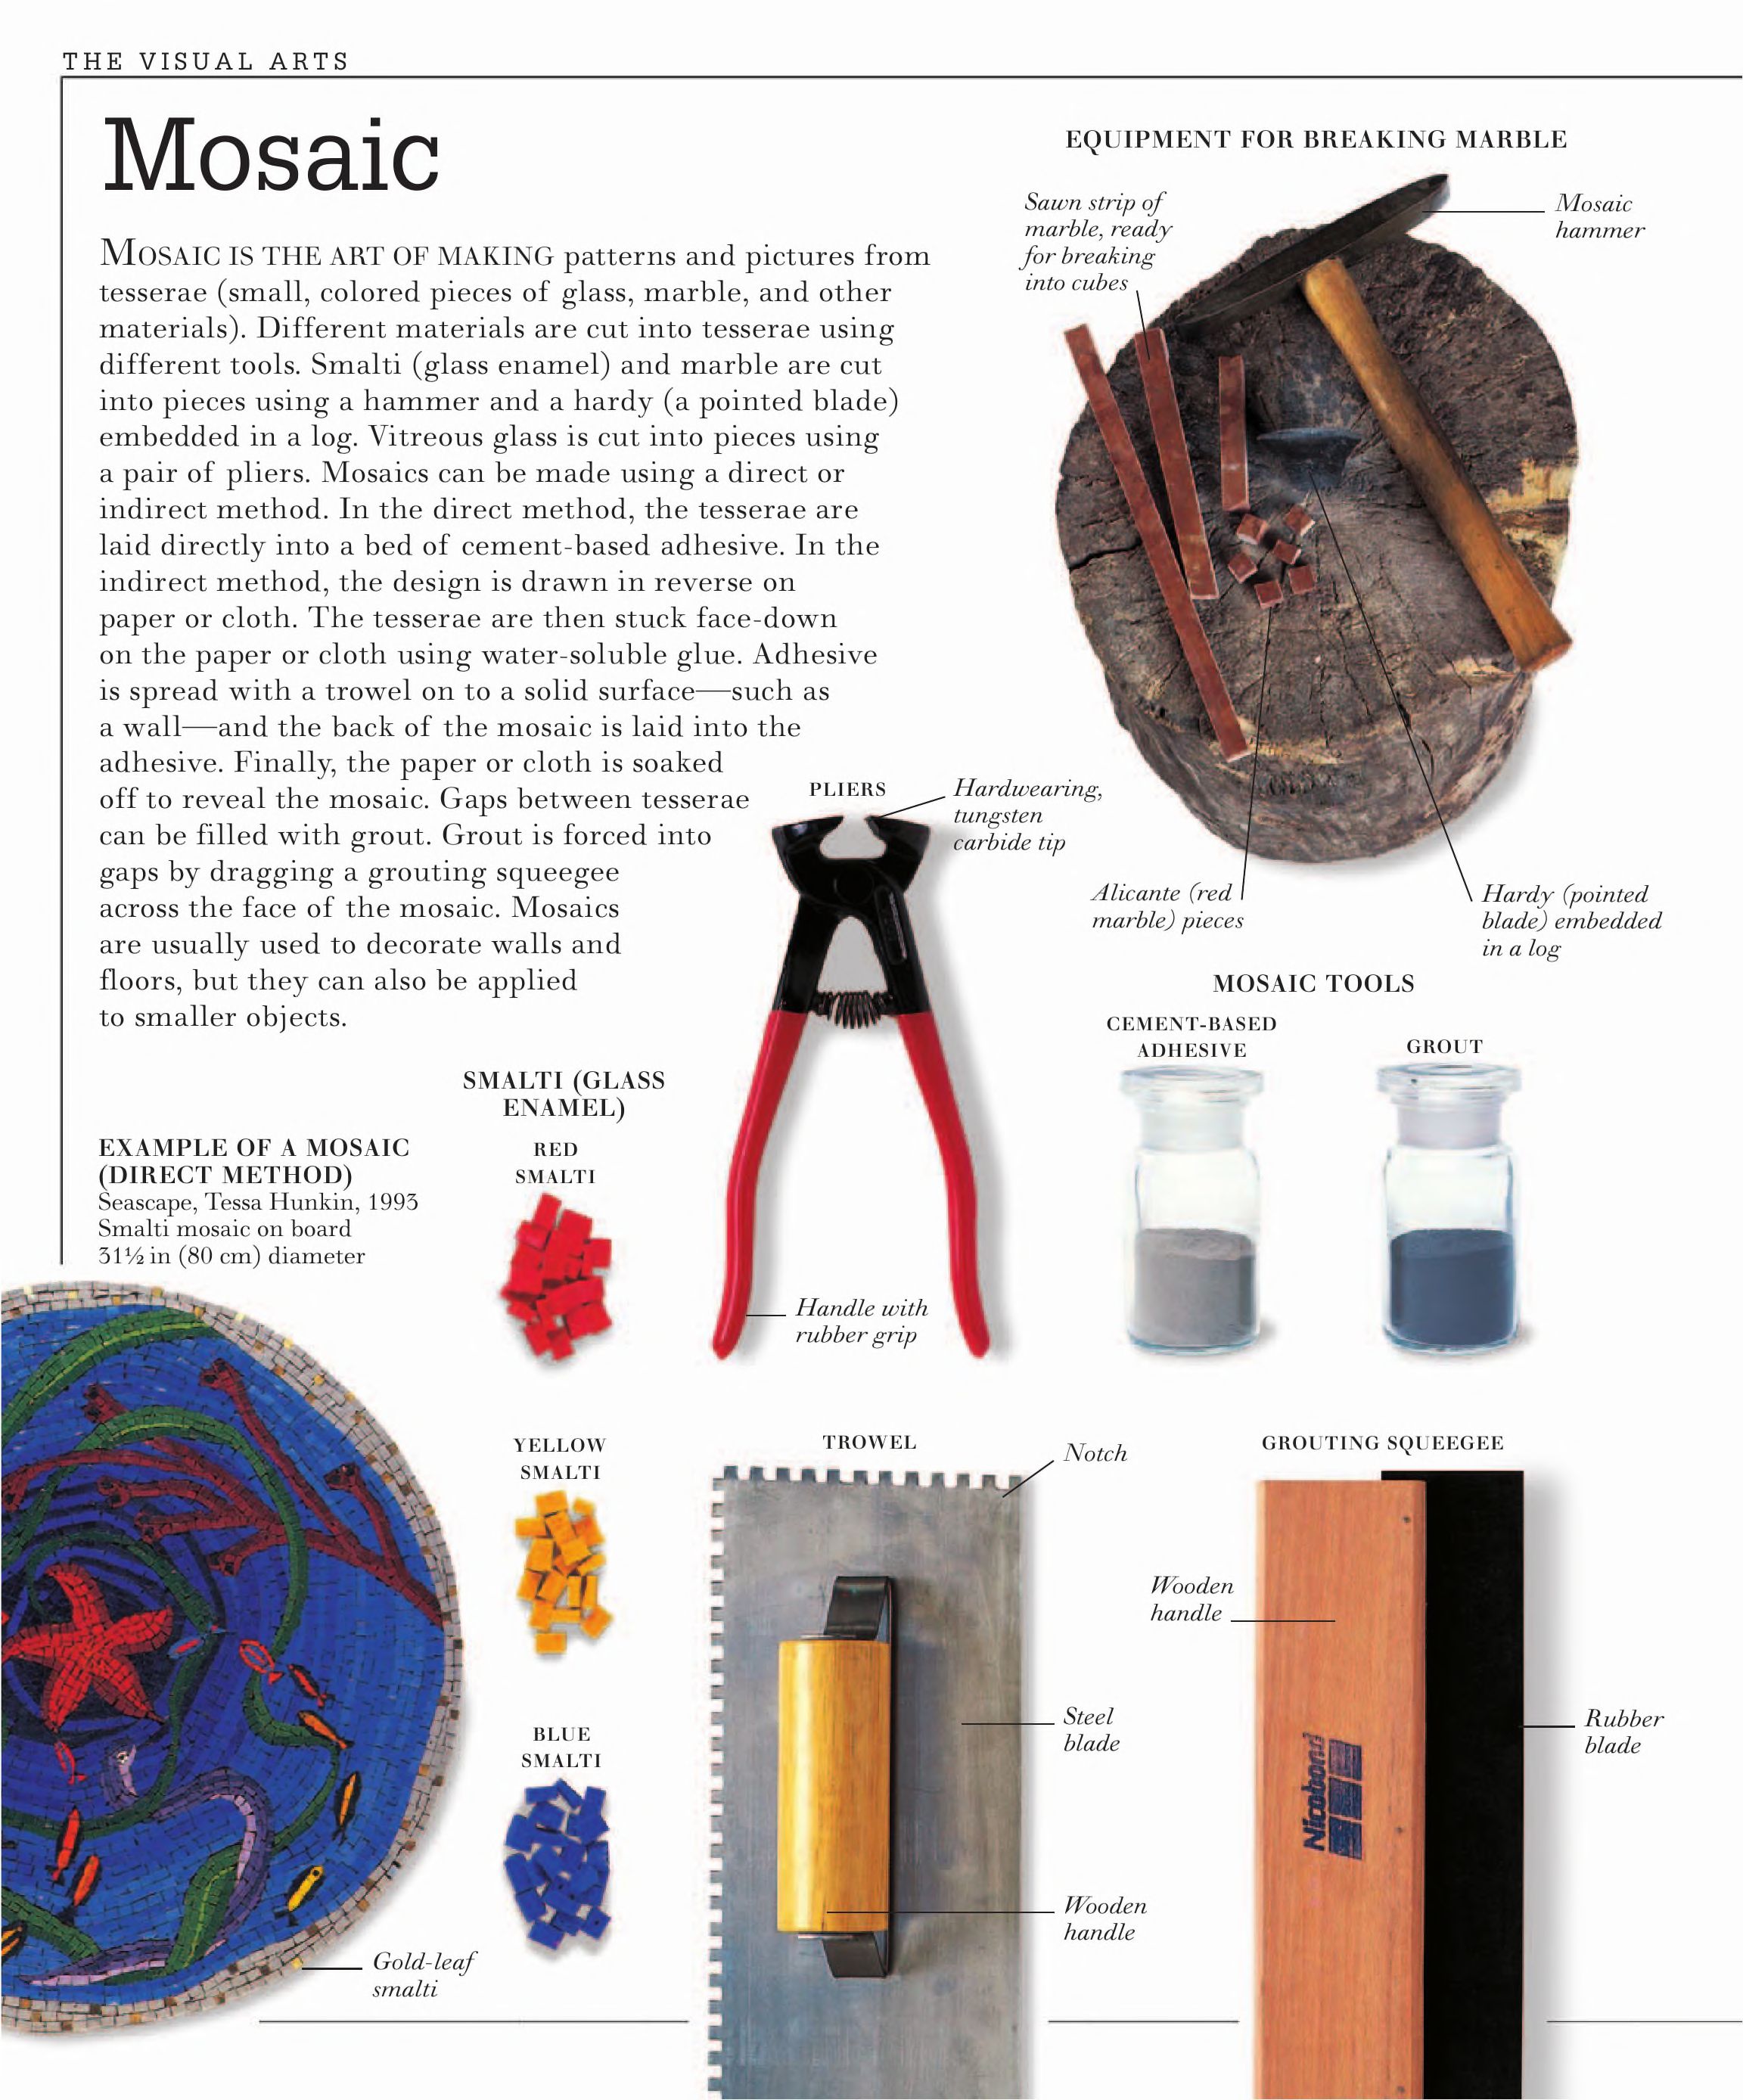 THE VISUAL ARTS
Mosaic
MOSAIC IS THE ART OF MAKING patterns and pictures from
tesserae (small, colored pieces of glass, marble, and other
materials). Different materials are cut into tesserae using
different tools. Smalti (glass enamel) and marble are cut
into pieces using a hammer and a hardy (a pointed blade)
embedded in a log. Vitreous glass is cut into pieces using
a pair of pliers. Mosaics can be made using a direct or
indirect method. In the direct method, the tesserae are
laid directly into a bed of cement-based adhesive. In the
indirect method, the design is drawn in reverse on
paper or cloth. The tesserae are then stuck face-down
on the paper or cloth using water-soluble glue. Adhesive
is spread with a trowel on to a solid surface—such as
a wall—and the back of the mosaic is laid into the
adhesive. Finally, the paper or cloth is soaked
off to reveal the mosaic. Gaps between tesserae
can be filled with grout. Grout is forced into
gaps by dragging a grouting squeegee
across the face of the mosaic. Mosaics
are usually used to decorate walls and
floors, but they can also be applied
to smaller objects.
EQUIPMENT FOR BREAKING MARBLE
Sawn strip of
marble, ready
for breaking
into cubes
Mosaic
hammer
Alicante (red
marble) pieces
Hardy (pointed
blade) embedded
in a log
PLIERS
Hardwearing,
tungsten
carbide tip
Handle with
rubber grip
MOSAIC TOOLS
CEMENT-BASED
ADHESIVE
GROUT
SMALTI (GLASS
ENAMEL)
RED
SMALTI
EXAMPLE OF A MOSAIC
(DIRECT METHOD)
Seascape, Tessa Hunkin, 1993
Smalti mosaic on board
31½ in (80 cm) diameter
YELLOW
SMALTI
BLUE
SMALTI
Gold-leaf
smalti
TROWEL
Notch
Steel
blade
Wooden
handle
GROUTING SQUEEGEE
Wooden
handle
Nicobond
Rubber
blade